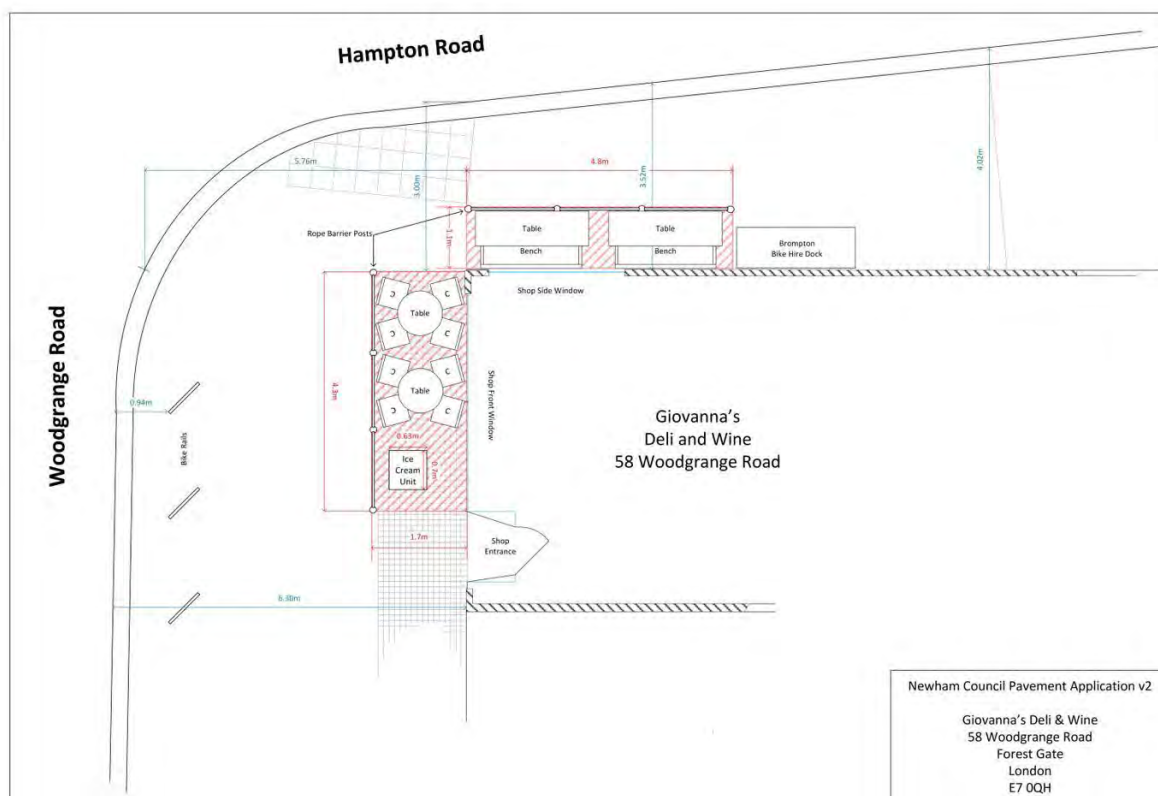 Hampton Road
5.76m
3.00m
4.8m
3.52m
4.02m
Rope Barrier Posts
1.1m
Table
Table
Bench
Bench
Brompton
Bike Hire Dock
Shop Side Window
Woodgrange Road
C
C
Table
C
C
4.3m
Shop Front Window
C
C
Table
C
C
0.94m
Bike Rails
0.63m
0.7m
Ice
Cream
Unit
Giovanna's
Deli and Wine
58 Woodgrange Road
1.7m
Shop
Entrance
6.38m
Newham Council Pavement Application v2
Giovanna's Deli & Wine
58 Woodgrange Road
Forest Gate
London
E7 0QH